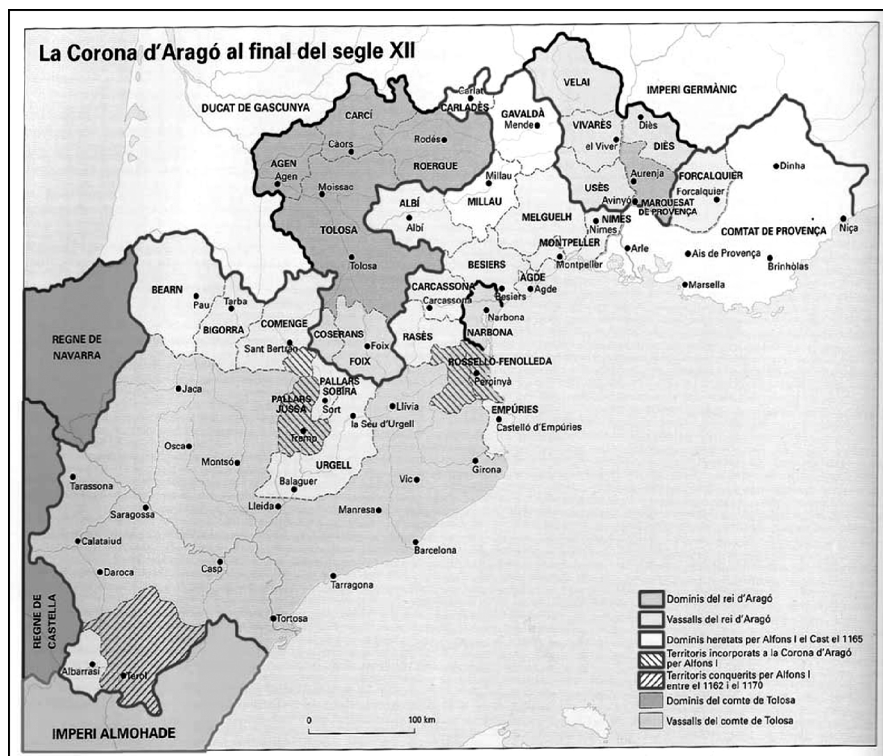 La Corona d'Aragó al final del segle XII
DUCAT DE GASCUNYA
CARCÍ
Càors
Carlat
CARLADÈS
GAVALDÀ
Mende
VELAI
IMPERI GERMÀNIC
VIVARÈS
el Viver
Diès
DIÈS
Rodés
ROERGUE
AGEN
Agen
Moissac
Millau
MILLAU
USÈS
Aurenja
Avinyó
MARQUESAT
DE PROVENÇA
FORCALQUIER
Forcalquier
Dinha
ALBÍ
Albí
TOLOSA
Tolosa
MELGUELH
NIMES
Nimes
MONTPELLER
Montpeller
COMTAT DE PROVENÇA
Niça
Arle
Ais de Provença
Brinhòlas
Marsella
BESIERS
AGDE
Agde
Besiers
CARCASSONA
Carcassona
Narbona
NARBONA
RASÈS
BEARN
Pau
Tarba
BIGORRA
COMENGE
Sant Bertran
COSERANS
Foix
FOIX
REGNE DE
NAVARRA
ROSSELLÓ-FENOLLEDA
Perpinyà
PALLARS
SOBIRÀ
Sort
PALLARS
JUSSÀ
Tremp
Llívia
la Seu d'Urgell
EMPÚRIES
Castelló d'Empúries
Jaca
Osca
Montsó
URGELL
Balaguer
Girona
Vic
Tarassona
Saragossa
Lleida
Manresa
Calataiud
Daroca
Casp
Barcelona
Tarragona
Tortosa
REGNE DE
CASTELLA
Albarrasí
Terol
IMPERI ALMOHADE
0
100 km
Dominis del rei d'Aragó
Vassalls del rei d'Aragó
Dominis heretats per Alfons I el Cast el 1165
Territoris incorporats a la Corona d'Aragó
per Alfons I
Territoris conquerits per Alfons I
entre el 1162 i el 1170
Dominis del comte de Tolosa
Vassalls del comte de Tolosa